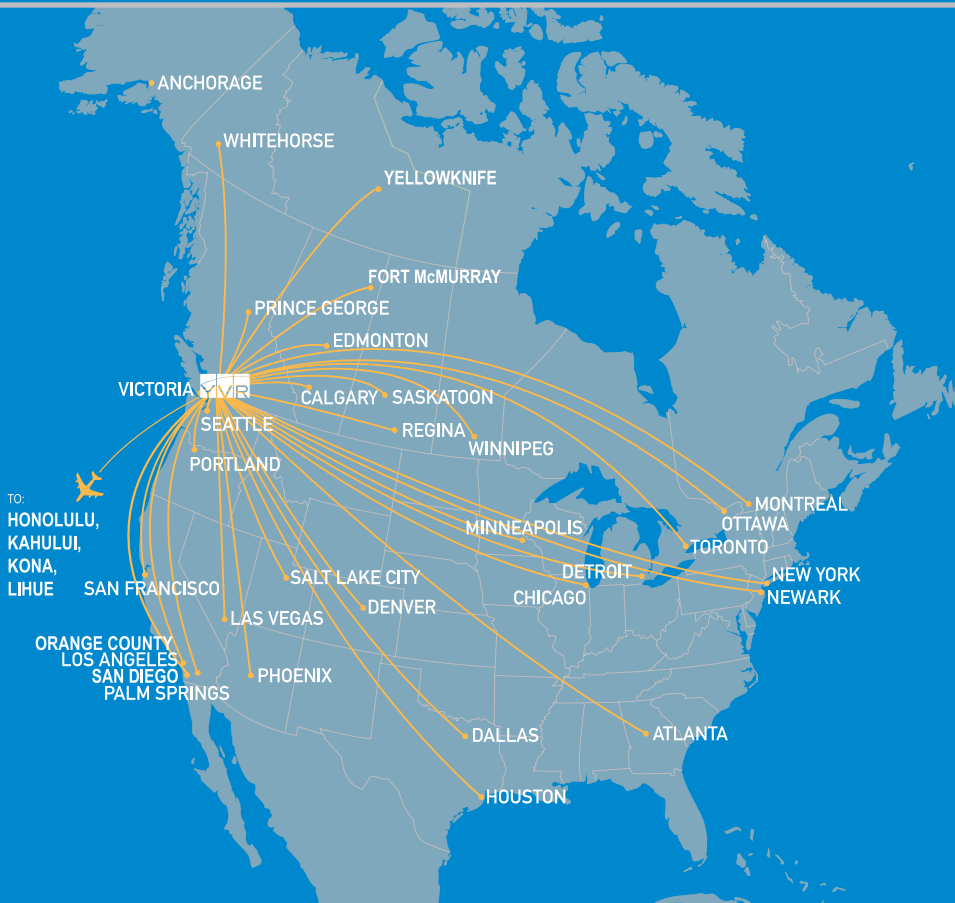 ANCHORAGE
WHITEHORSE
YELLOWKNIFE
FORT McMURRAY
PRINCE GEORGE
EDMONTON
VICTORIA
YVR
CALGARY
SASKATOON
SEATTLE
REGINA
WINNIPEG
PORTLAND
TO:
HONOLULU,
KAHULUI,
KONA,
LIHUE
MONTREAL
OTTAWA
MINNEAPOLIS
TORONTO
DETROIT
NEW YORK
SALT LAKE CITY
SAN FRANCISCO
CHICAGO
NEWARK
DENVER
LAS VEGAS
ORANGE COUNTY
LOS ANGELES
SAN DIEGO
PHOENIX
PALM SPRINGS
DALLAS
ATLANTA
HOUSTON